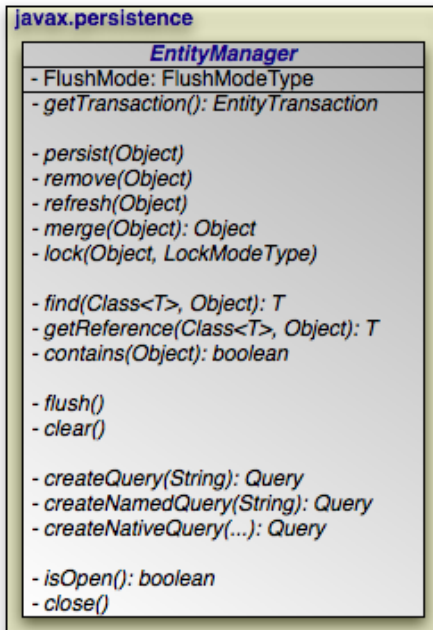 javax.persistence
EntityManager
- FlushMode: FlushModeType
- getTransaction(): EntityTransaction
- persist(Object)
- remove(Object)
- refresh(Object)
- merge(Object): Object
- lock(Object, LockModeType)
- find(Class<T>, Object): T
- getReference(Class<T>, Object): T
- contains(Object): boolean
- flush()
- clear()
- createQuery(String): Query
- createNamedQuery(String): Query
- createNativeQuery(...): Query
- isOpen(): boolean
- close()